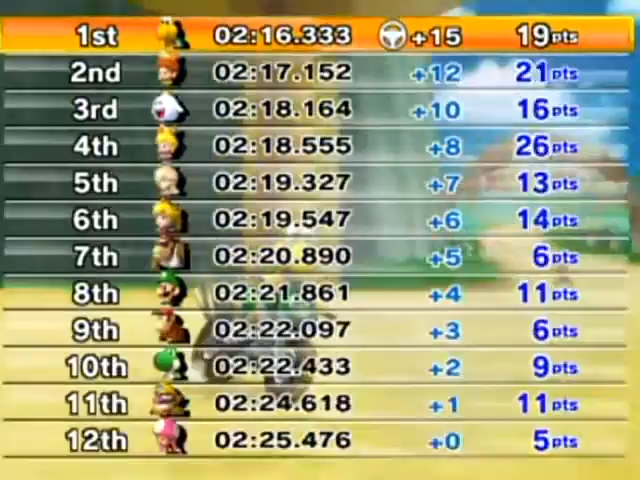 1st 02:16.333 +15 19pts
2nd 02:17.152 +12 21pts
3rd 02:18.164 +10 16pts
4th 02:18.555 +8 26pts
5th 02:19.327 +7 13pts
6th 02:19.547 +6 14pts
7th 02:20.890 +5 6pts
8th 02:21.861 +4 11pts
9th 02:22.097 +3 6pts
10th 02:22.433 +2 9pts
11th 02:24.618 +1 11pts
12th 02:25.476 +0 5pts